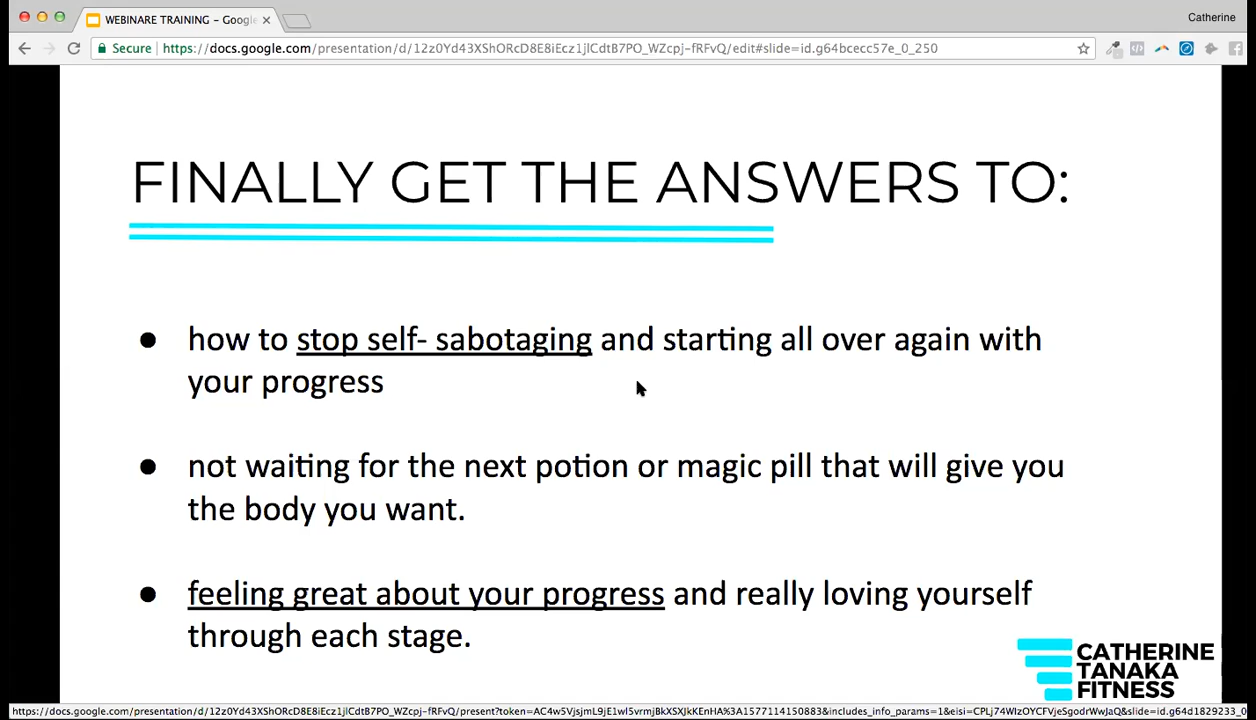 WEBINARE TRAINING – Google
Catherine
Secure
https://docs.google.com/presentation/d/12z0Yd43XShORcD8E8iEcz1jlCdtB7PO_WZcpj-fRFvQ/edit#slide=id.g64bcecc57e_0_250
FINALLY GET THE ANSWERS TO:
● how to stop self- sabotaging and starting all over again with
your progress
● not waiting for the next potion or magic pill that will give you
the body you want.
● feeling great about your progress and really loving yourself
through each stage.
CATHERINE
TANAKA
FITNESS